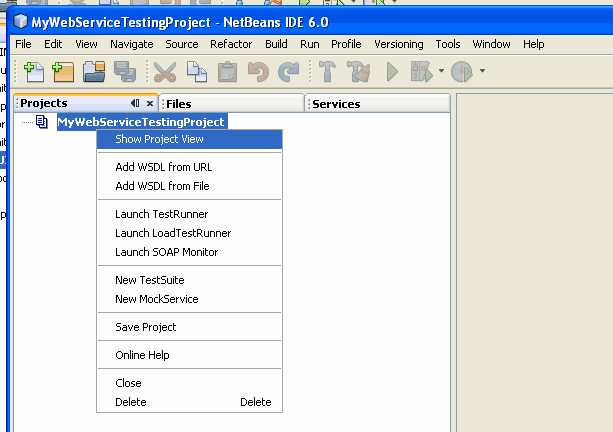 MyWebServiceTestingProject - NetBeans IDE 6.0
File Edit View Navigate Source Refactor Build Run Profile Versioning Tools Window Help
Projects Files Services
MyWebServiceTestingProject
Show Project View
Add WSDL from URL
Add WSDL from File
Launch TestRunner
Launch LoadTestRunner
Launch SOAP Monitor
New TestSuite
New MockService
Save Project
Online Help
Close
Delete Delete